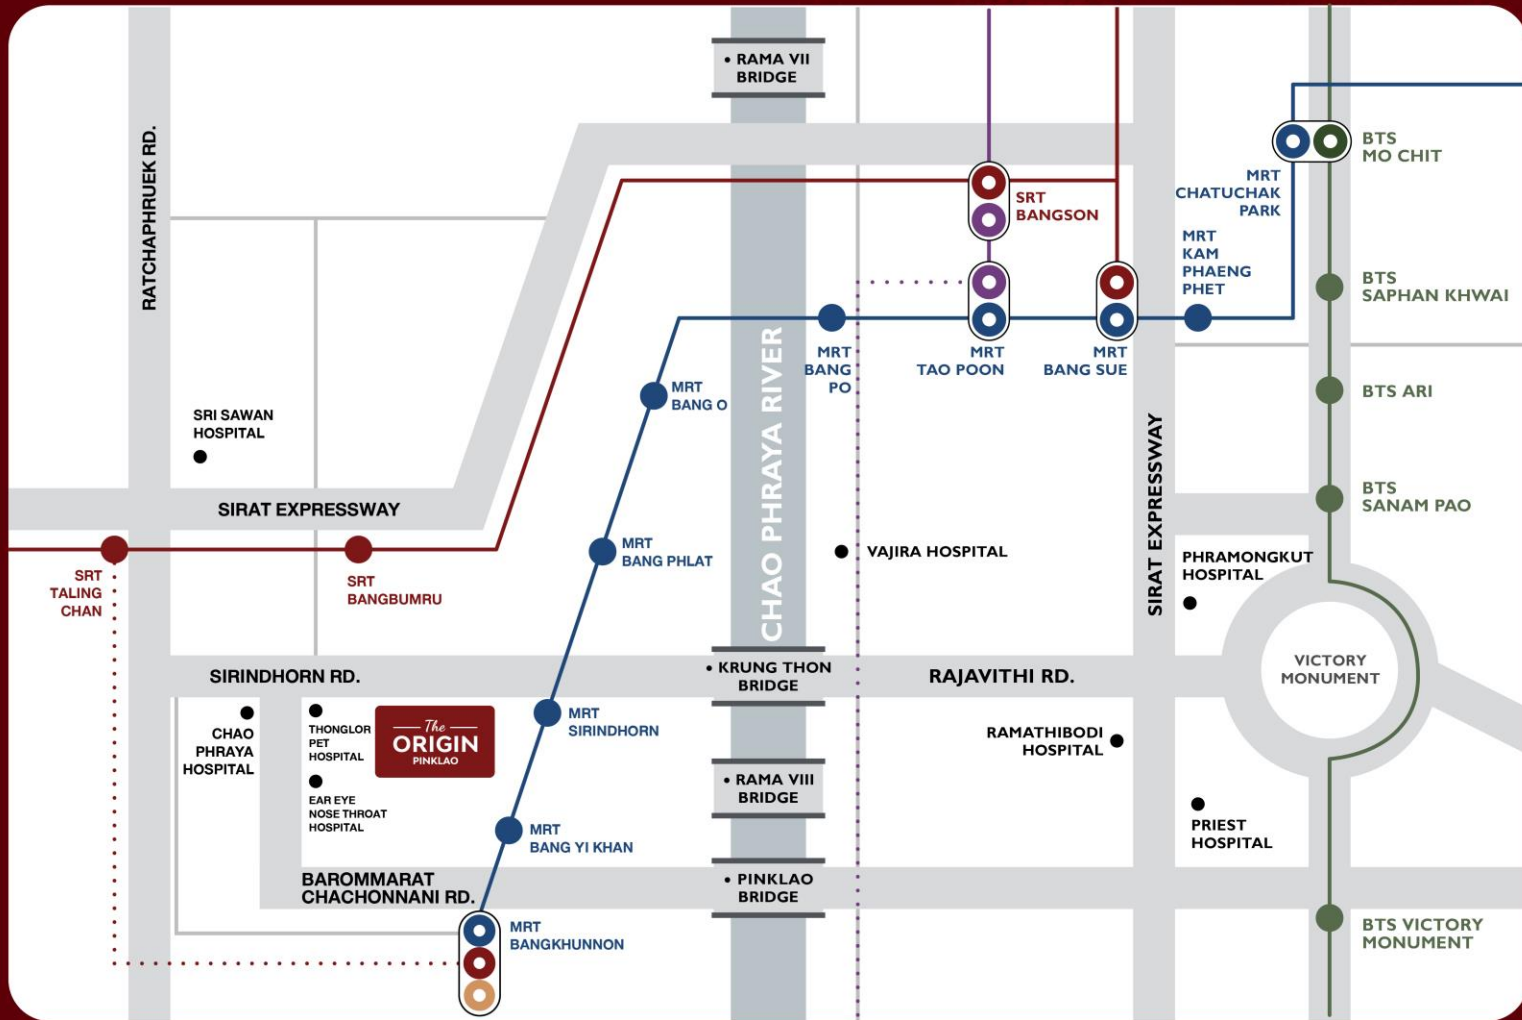 • RAMA VII
BRIDGE
RATCHAPHRUEK RD.
BTS
MO CHIT
MRT
CHATUCHAK
PARK
SRT
BANGSON
MRT
KAM
PHAENG
PHET
BTS
SAPHAN KHWAI
CHAO PHRAYA RIVER
MRT
BANG
PO
MRT
TAO POON
MRT
BANG SUE
MRT
BANG O
BTS ARI
SRI SAWAN
HOSPITAL
SIRAT EXPRESSWAY
SIRAT EXPRESSWAY
BTS
SANAM PAO
MRT
BANG PHLAT
VAJIRA HOSPITAL
PHRAMONGKUT
HOSPITAL
SRT
TALING
CHAN
SRT
BANGBUMRU
SIRINDHORN RD.
• KRUNG THON
BRIDGE
RAJAVITHI RD.
VICTORY
MONUMENT
CHAO
PHRAYA
HOSPITAL
THONGLOR
PET
HOSPITAL
The
ORIGIN
PINKLAO
MRT
SIRINDHORN
RAMATHIBODI
HOSPITAL
EAR EYE
NOSE THROAT
HOSPITAL
• RAMA VIII
BRIDGE
MRT
BANG YI KHAN
PRIEST
HOSPITAL
BAROMMARAT
CHACHONNANI RD.
• PINKLAO
BRIDGE
MRT
BANGKHUNNON
BTS VICTORY
MONUMENT